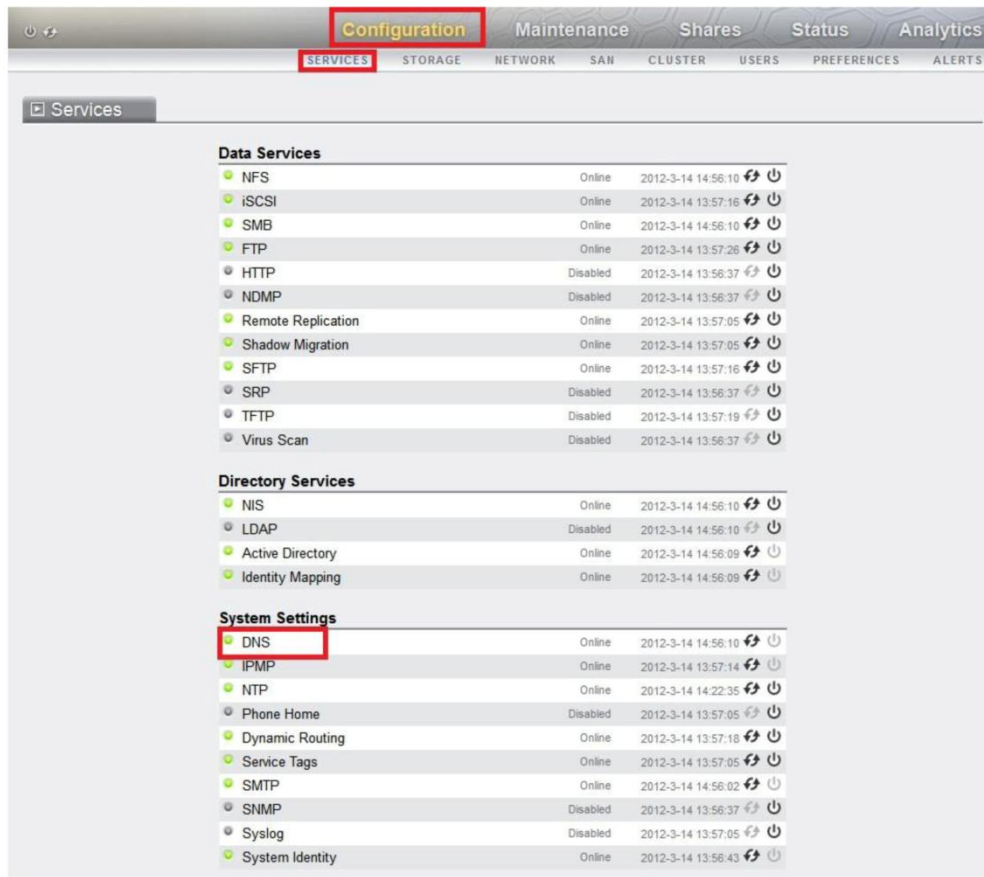 Configuration Maintenance Shares Status Analytics
SERVICES STORAGE NETWORK SAN CLUSTER USERS PREFERENCES ALERTS
Services
Data Services
NFS Online 2012-3-14 14:56:10
iSCSI Online 2012-3-14 13:57:16
SMB Online 2012-3-14 14:56:10
FTP Online 2012-3-14 13:57:26
HTTP Disabled 2012-3-14 13:56:37
NDMP Disabled 2012-3-14 13:56:37
Remote Replication Online 2012-3-14 13:57:05
Shadow Migration Online 2012-3-14 13:57:05
SFTP Online 2012-3-14 13:57:16
SRP Disabled 2012-3-14 13:56:37
TFTP Disabled 2012-3-14 13:57:19
Virus Scan Disabled 2012-3-14 13:56:37
Directory Services
NIS Online 2012-3-14 14:56:10
LDAP Disabled 2012-3-14 14:56:10
Active Directory Online 2012-3-14 14:56:09
Identity Mapping Online 2012-3-14 14:56:09
System Settings
DNS Online 2012-3-14 14:56:10
IPMP Online 2012-3-14 13:57:14
NTP Online 2012-3-14 14:22:35
Phone Home Disabled 2012-3-14 13:57:05
Dynamic Routing Online 2012-3-14 13:57:18
Service Tags Online 2012-3-14 13:57:05
SMTP Online 2012-3-14 14:56:02
SNMP Disabled 2012-3-14 13:56:37
Syslog Disabled 2012-3-14 13:57:05
System Identity Online 2012-3-14 13:56:43